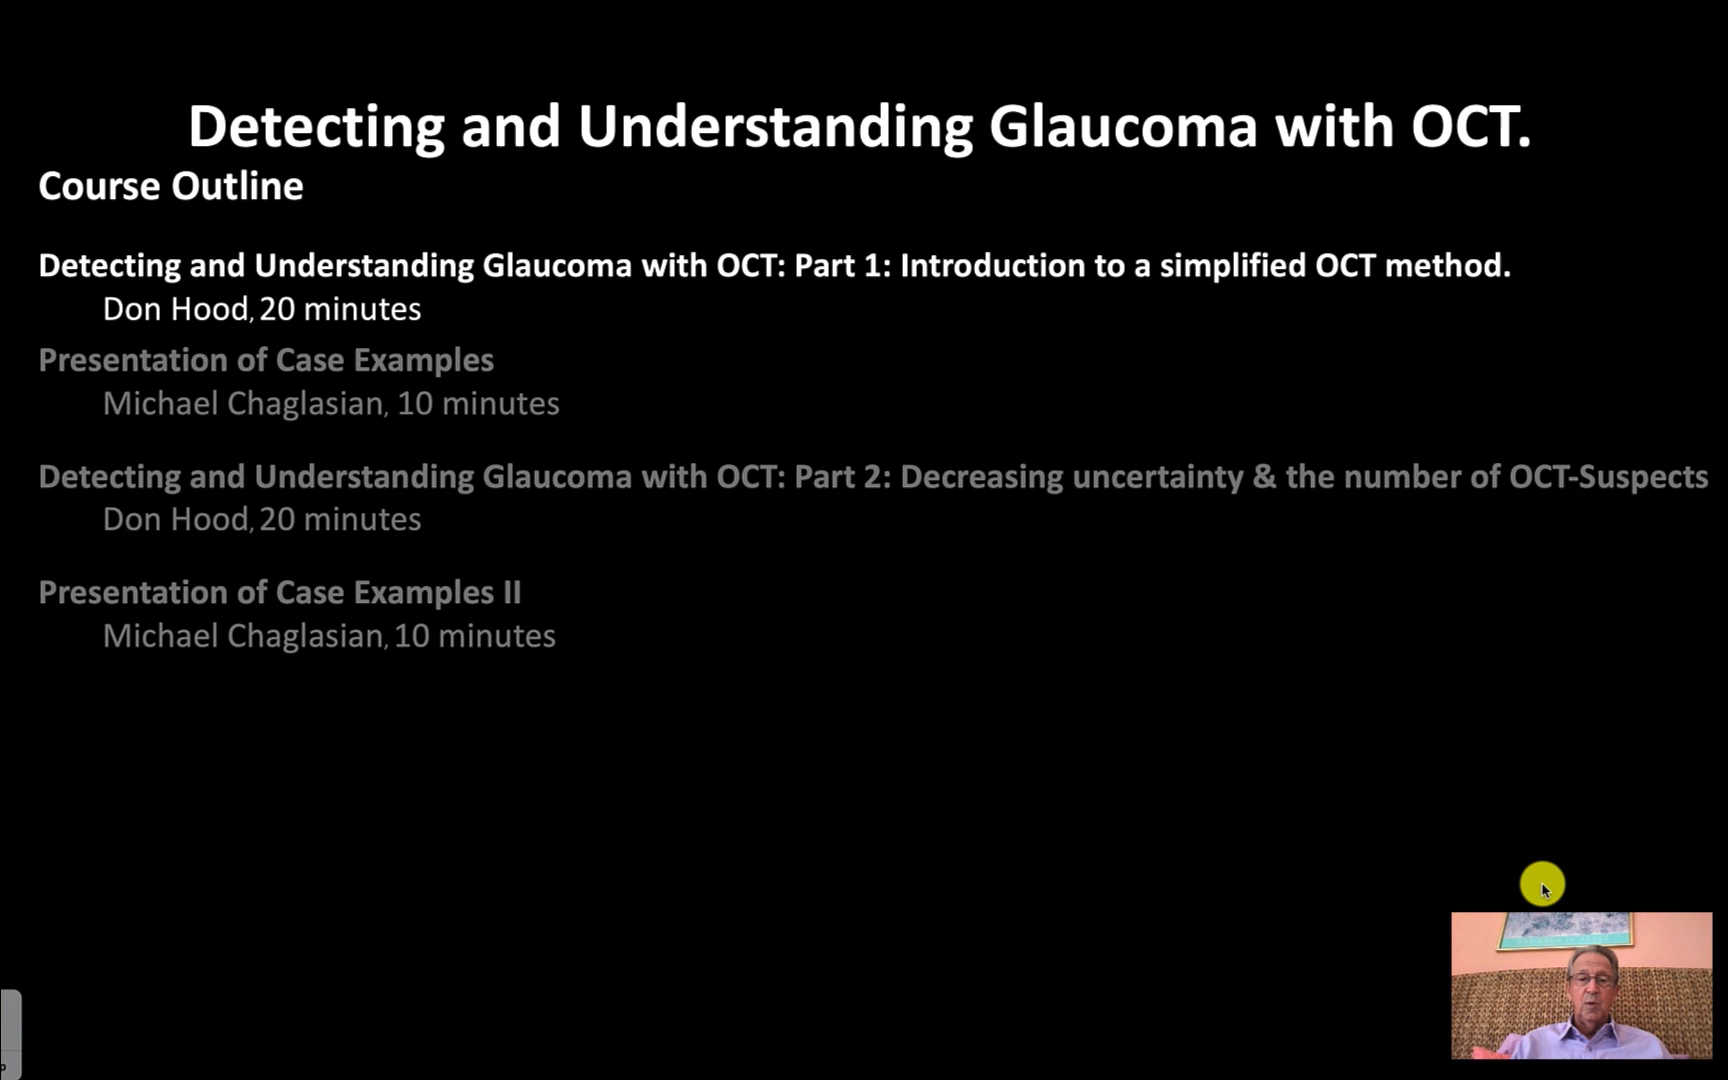 Detecting and Understanding Glaucoma with OCT.
Course Outline
Detecting and Understanding Glaucoma with OCT: Part 1: Introduction to a simplified OCT method.
Don Hood, 20 minutes
Presentation of Case Examples
Michael Chaglasian, 10 minutes
Detecting and Understanding Glaucoma with OCT: Part 2: Decreasing uncertainty & the number of OCT-Suspects
Don Hood, 20 minutes
Presentation of Case Examples II
Michael Chaglasian, 10 minutes